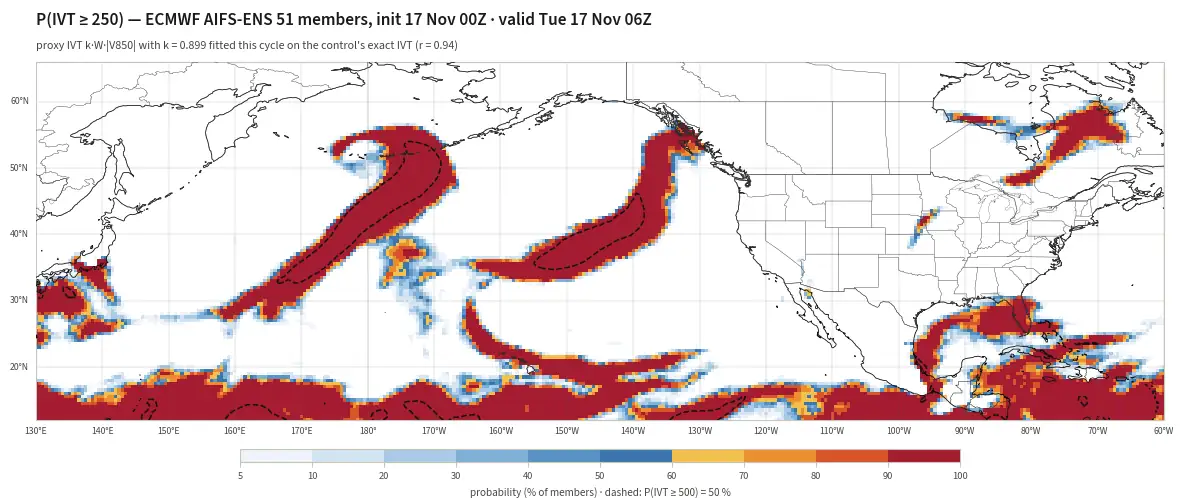 P(IVT ≥ 250) — ECMWF AIFS-ENS 51 members, init 17 Nov 00Z · valid Tue 17 Nov 06Z
proxy IVT k·W·|V850| with k = 0.899 fitted this cycle on the control's exact IVT (r = 0.94)
60°N
50°N
40°N
30°N
20°N
130°E 140°E 150°E 160°E 170°E 180° 170°W 160°W 150°W 140°W 130°W 120°W 110°W 100°W 90°W 80°W 70°W 60°W
5 10 20 30 40 50 60 70 80 90 100
probability (% of members) · dashed: P(IVT ≥ 500) = 50 %